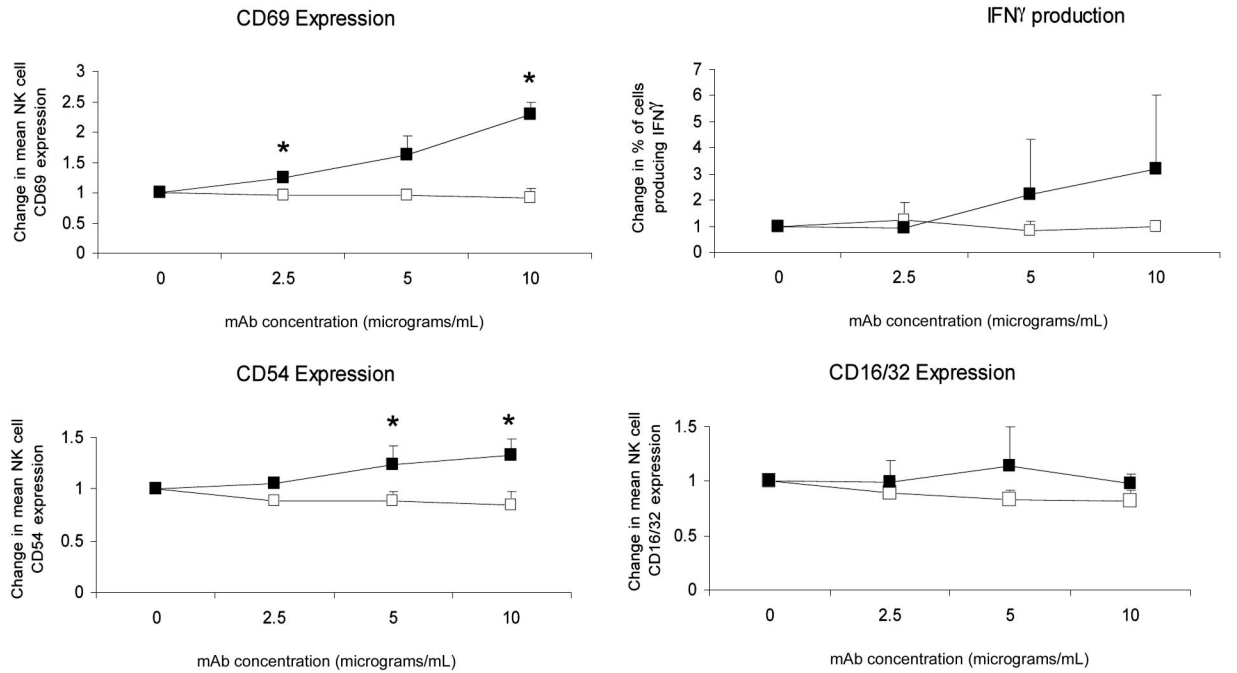 CD69 Expression
Change in mean NK cell
CD69 expression
3
2.5
2
1.5
1
0.5
0
*
*
0 2.5 5 10
mAb concentration (micrograms/mL)
IFNγ production
Change in % of cells
producing IFNγ
7
6
5
4
3
2
1
0
0 2.5 5 10
mAb concentration (micrograms/mL)
CD54 Expression
Change in mean NK cell
CD54 expression
1.5
1
0.5
0
* *
0 2.5 5 10
mAb concentration (micrograms/mL)
CD16/32 Expression
Change in mean NK cell
CD16/32 expression
1.5
1
0.5
0
0 2.5 5 10
mAb concentration (micrograms/mL)